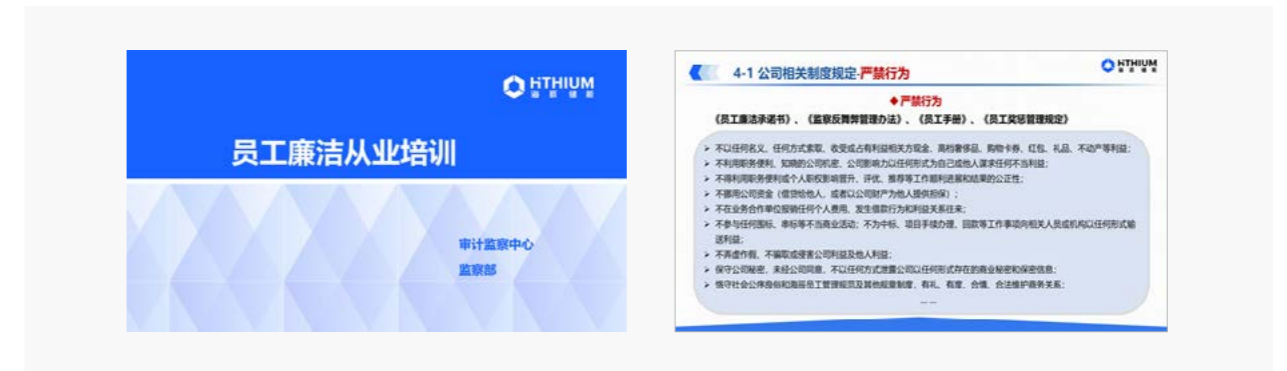 HTHIUM
海辰储能
员工廉洁从业培训
审计监察中心
监察部
4-1 公司相关制度规定-严禁行为
HTHIUM
海辰储能
◆严禁行为
《员工廉洁承诺书》、《监察反舞弊管理办法》、《员工手册》、《员工奖惩管理规定》
➢ 不以任何名义、任何方式索取、收受或占有利益相关方现金、高档奢侈品、购物卡券、红包、礼品、不动产等利益;
➢ 不利用职务便利、知晓的公司机密、公司影响力以任何形式为自己或他人谋求任何不当利益;
➢ 不得利用职务便利或个人职权影响晋升、评优、推荐等工作顺利进展和结果的公正性;
➢ 不挪用公司资金（借贷给他人，或者以公司财产为他人提供担保）;
➢ 不在业务合作单位报销任何个人费用、发生借款行为和利益关系往来;
➢ 不参与任何围标、串标等不当商业活动; 不为中标、项目手续办理、回款等工作事项向相关人员或机构以任何形式输
送利益;
➢ 不弄虚作假、不骗取或侵害公司利益及他人利益;
➢ 保守公司秘密、未经公司同意，不以任何方式泄露公司以任何形式存在的商业秘密和保密信息;
➢ 恪守社会公序良俗和海辰员工管理规范及其他规章制度，有礼、有度、合情、合法维护商务关系;
... ...